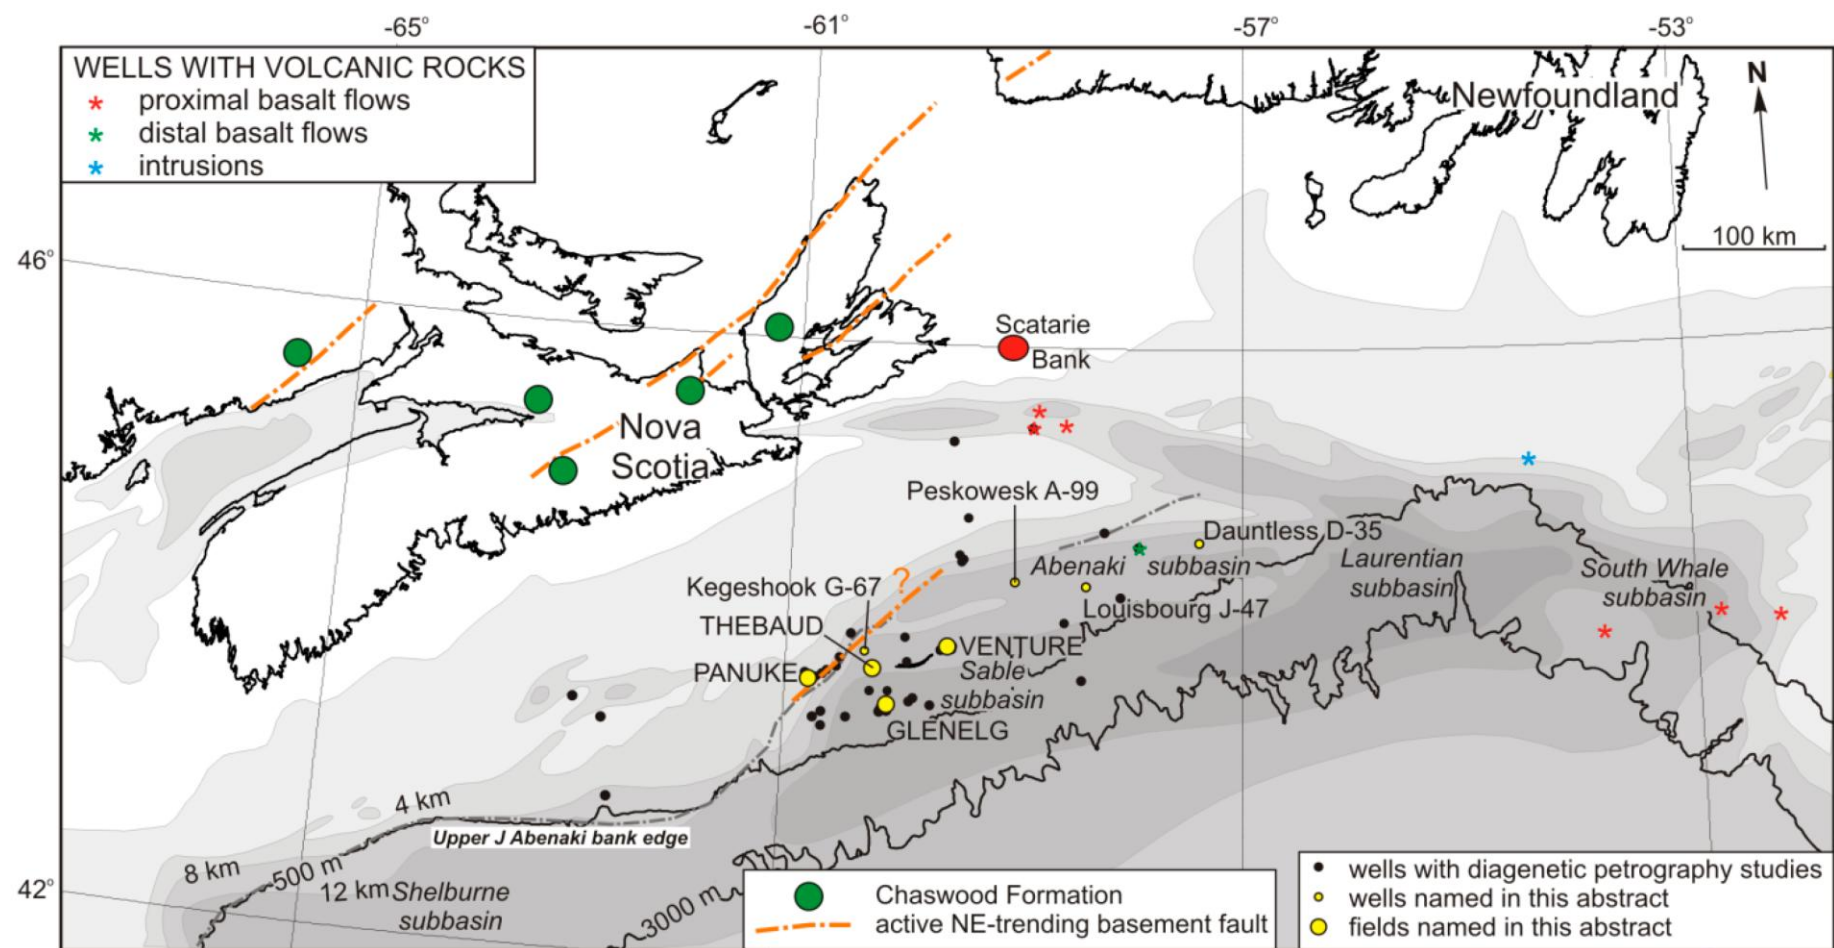 -65°
-61°
-57°
-53°
WELLS WITH VOLCANIC ROCKS
* proximal basalt flows
* distal basalt flows
* intrusions
Newfoundland
N
100 km
46°
Scatarie
Bank
Nova
Scotia
Peskowesk A-99
Dauntless D-35
Abenaki subbasin
Laurentian
subbasin
South Whale
subbasin
?
Kegeshook G-67
Louisbourg J-47
THEBAUD
VENTURE
PANUKE
Sable
subbasin
GLENELG
4 km
Upper J Abenaki bank edge
8 km
500 m
12 km
Shelburne
subbasin
42°
3000 m
Chaswood Formation
active NE-trending basement fault
wells with diagenetic petrography studies
wells named in this abstract
fields named in this abstract